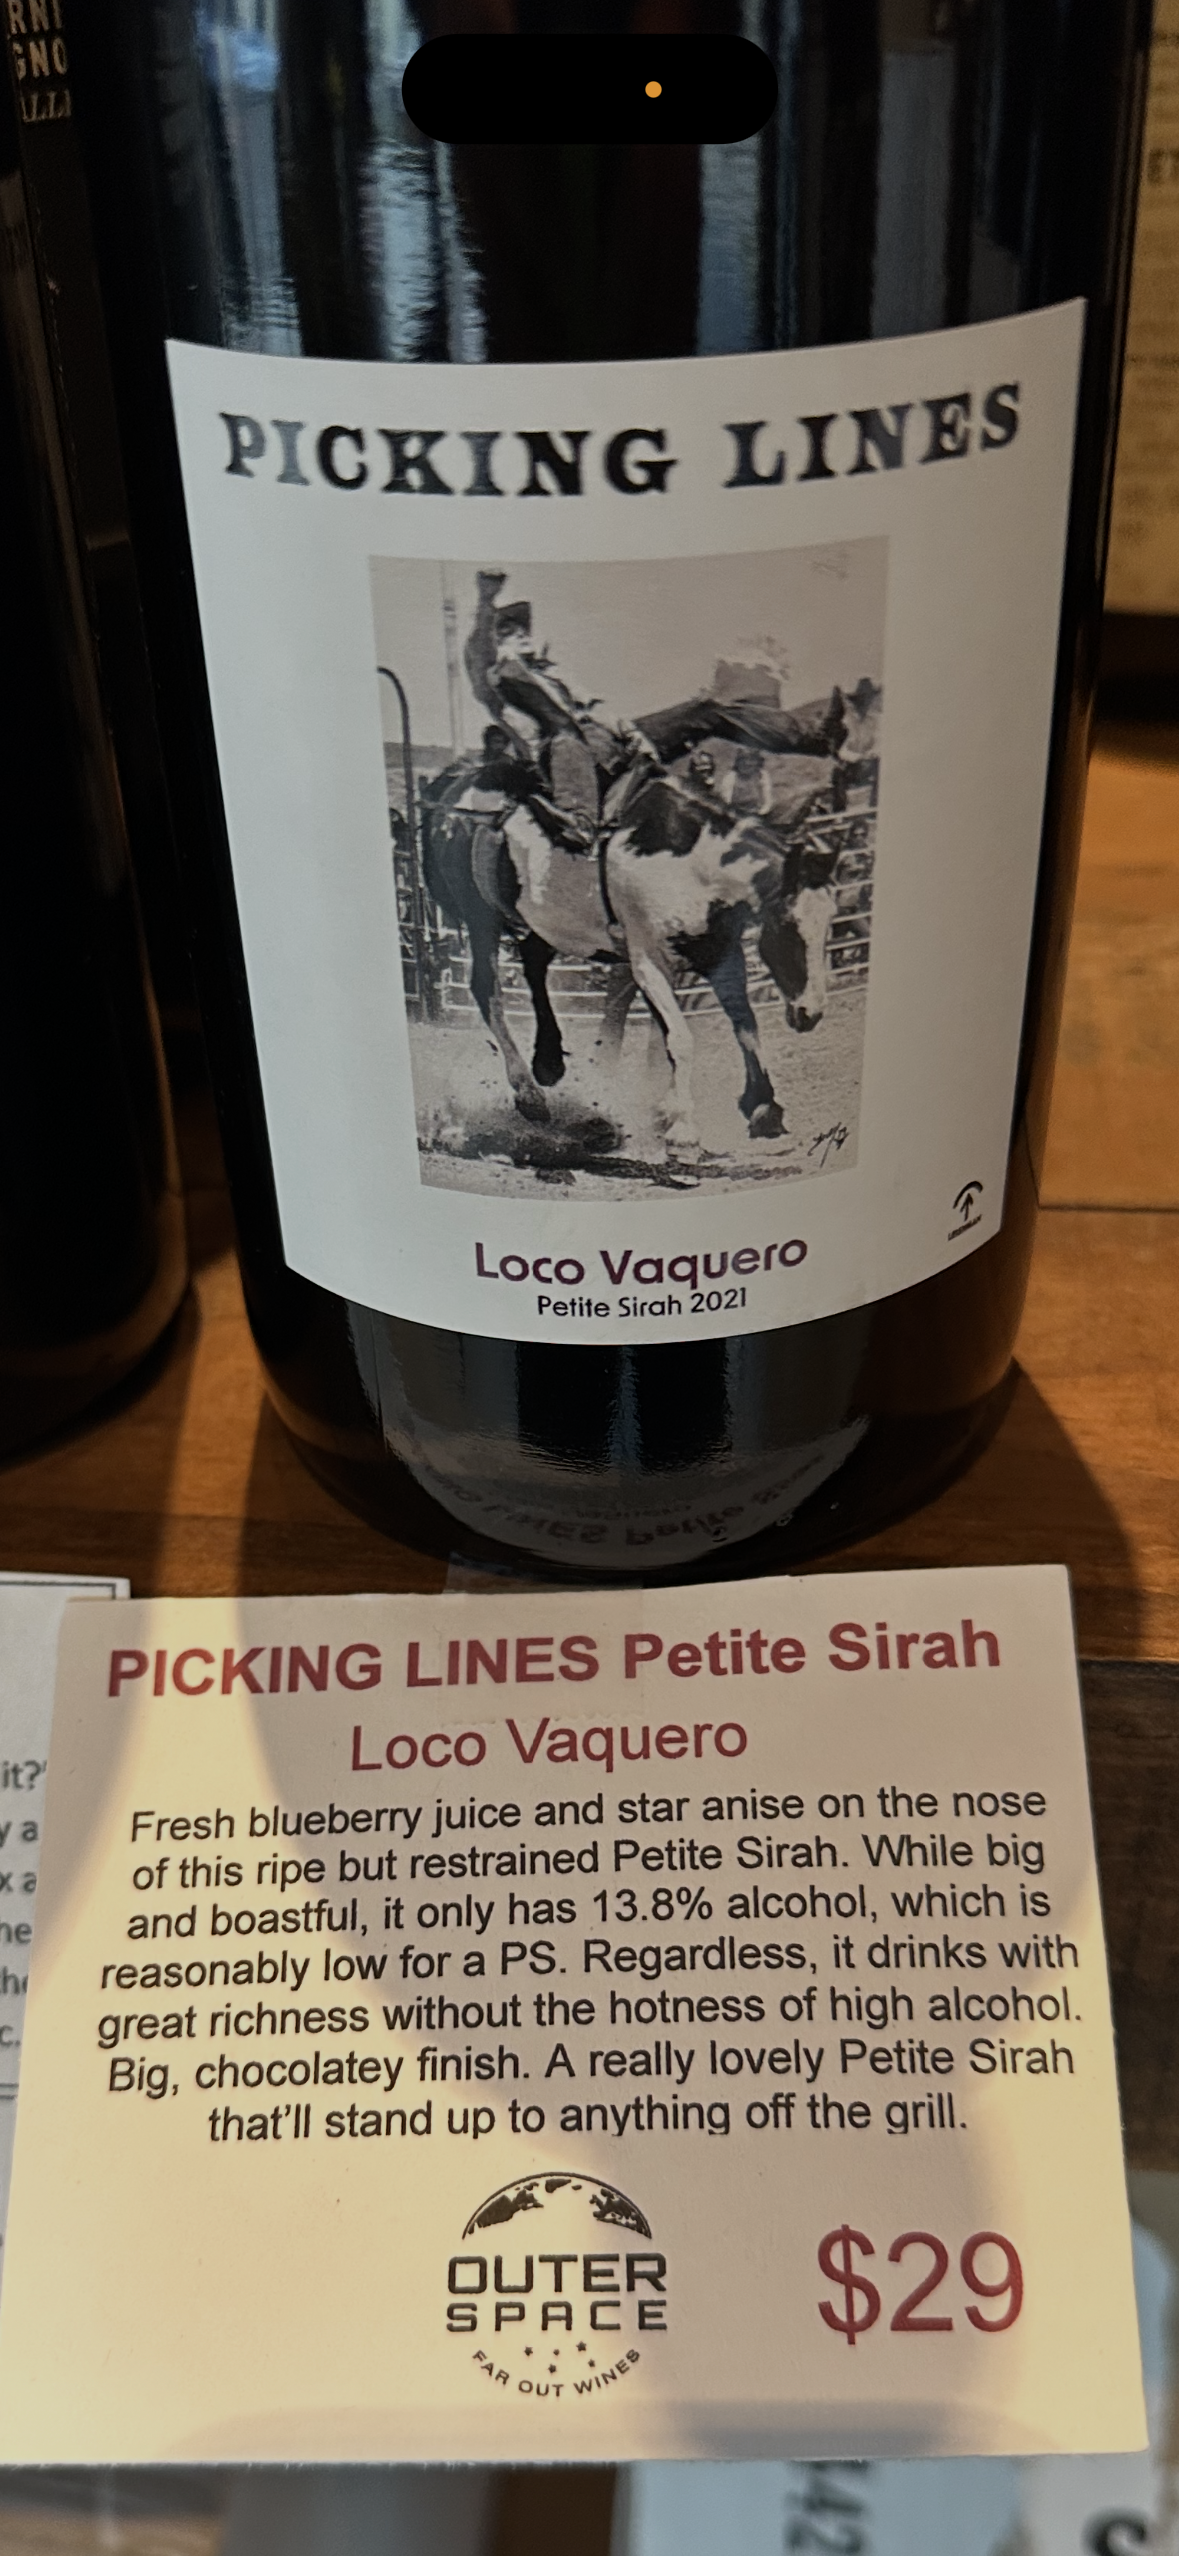 PICKING LINES
Loco Vaquero
Petite Sirah 2021
PICKING LINES Petite Sirah
Loco Vaquero
Fresh blueberry juice and star anise on the nose
of this ripe but restrained Petite Sirah. While big
and boastful, it only has 13.8% alcohol, which is
reasonably low for a PS. Regardless, it drinks with
great richness without the hotness of high alcohol.
Big, chocolatey finish. A really lovely Petite Sirah
that'll stand up to anything off the grill.
OUTER
SPACE
FAR OUT WINES
$29
it?'